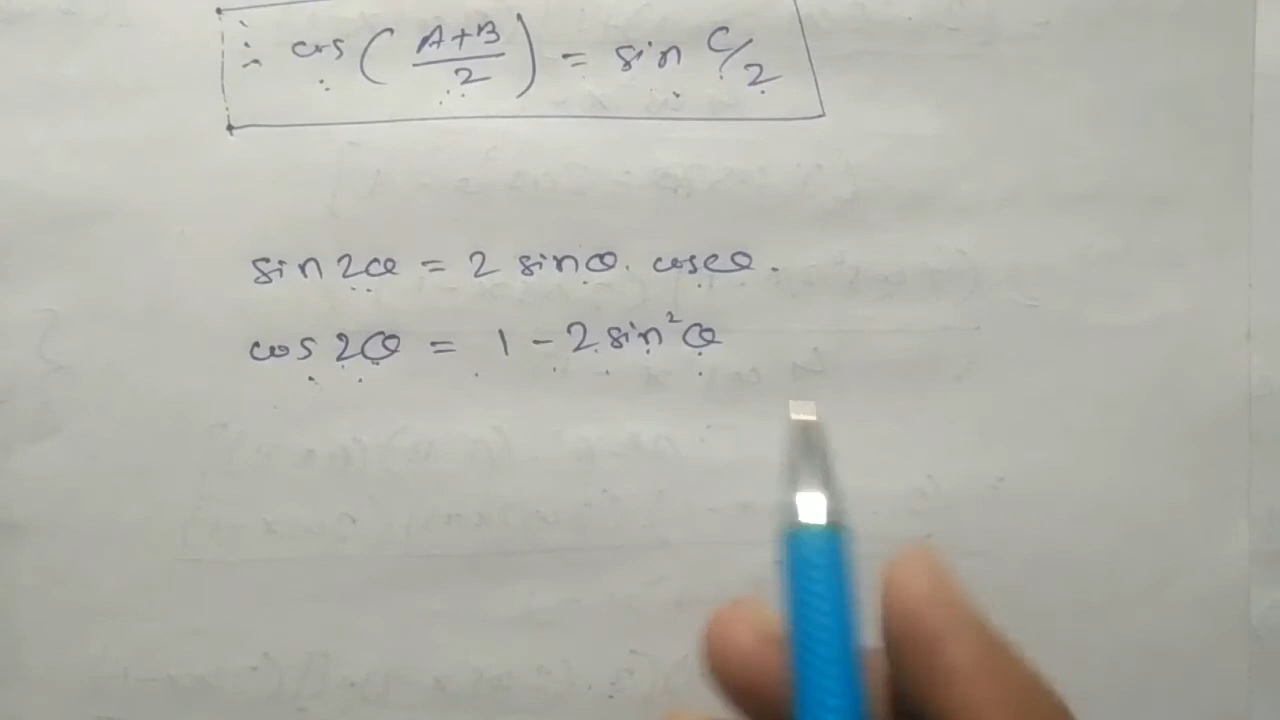 ∴ cos (A+B/2) = sin C/2
sin 2θ = 2 sinθ. cosθ.
cos 2θ = 1 - 2 sin²θ